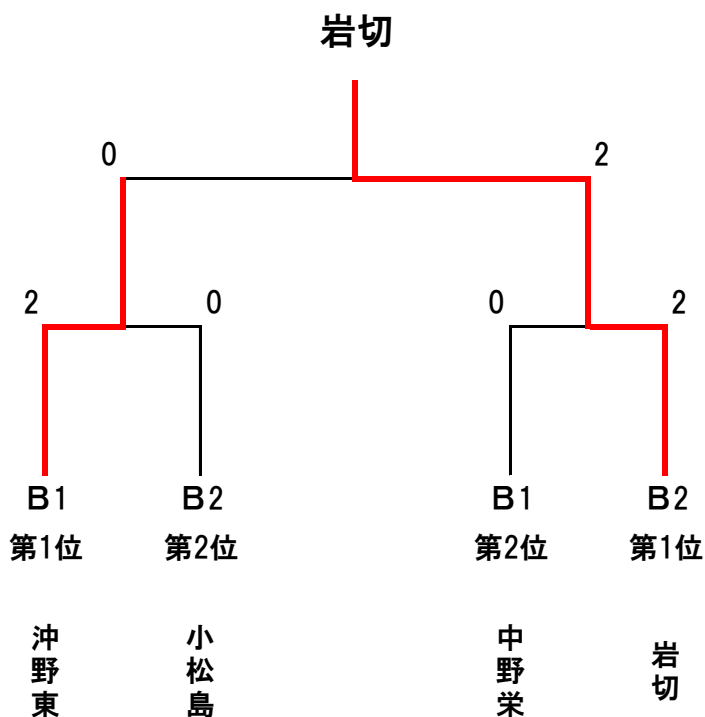 岩切
0 2
2 0 0 2
B1 B2 B1 B2
第1位 第2位 第2位 第1位
沖野東 小松島 中野栄 岩切